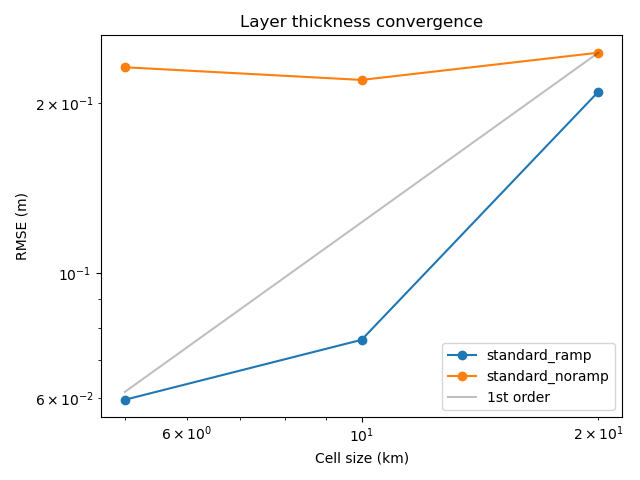 Layer thickness convergence
RMSE (m)
2 × 10⁻¹
10⁻¹
6 × 10⁻²
standard_ramp
standard_noramp
1st order
6 × 10⁰
10¹
2 × 10¹
Cell size (km)